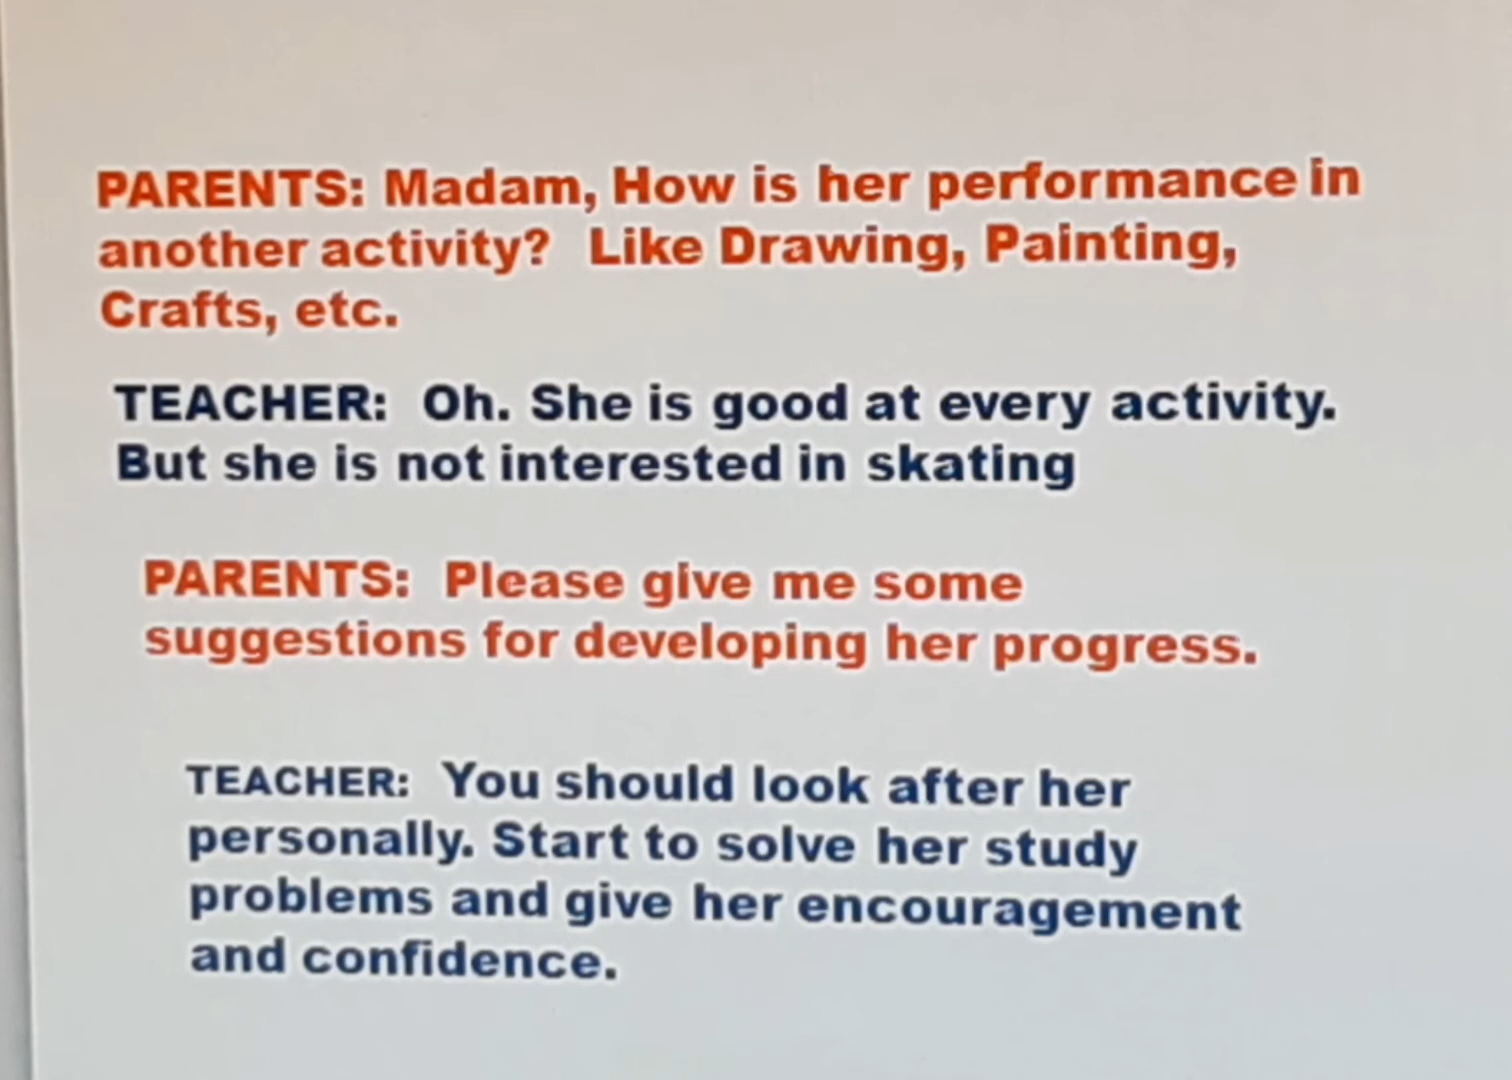 PARENTS: Madam, How is her performance in
another activity?  Like Drawing, Painting,
Crafts, etc.
TEACHER:  Oh. She is good at every activity.
But she is not interested in skating
PARENTS:  Please give me some
suggestions for developing her progress.
TEACHER:  You should look after her
personally. Start to solve her study
problems and give her encouragement
and confidence.